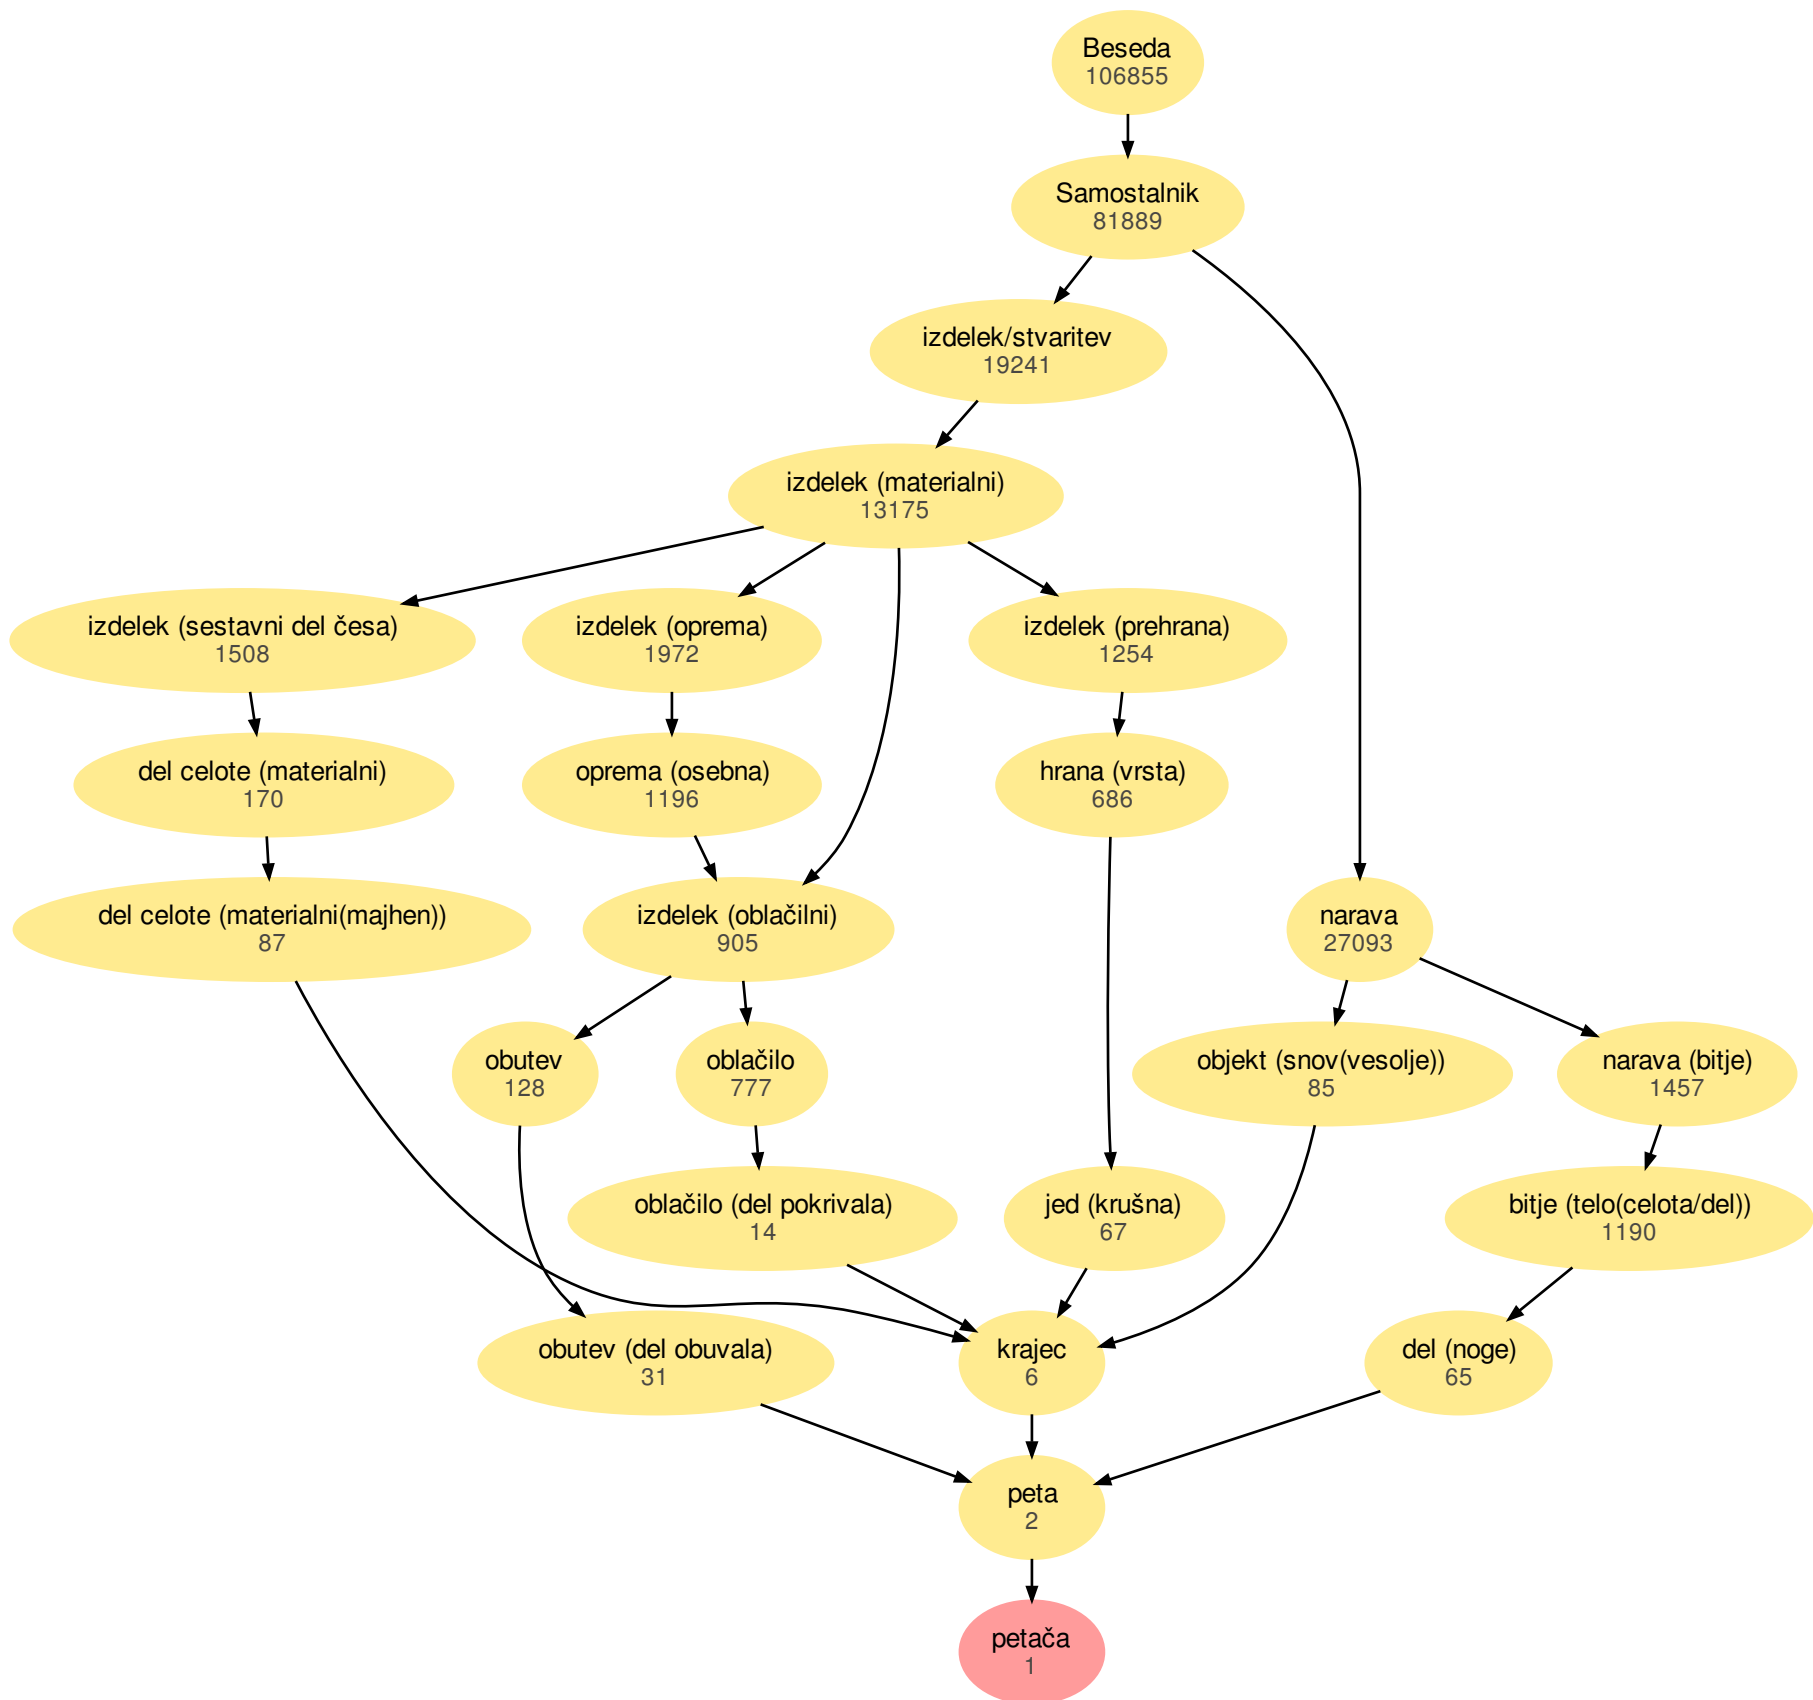 Beseda
106855
Samostalnik
81889
izdelek/stvaritev
19241
izdelek (materialni)
13175
izdelek (sestavni del česa)
1508
izdelek (oprema)
1972
izdelek (prehrana)
1254
del celote (materialni)
170
oprema (osebna)
1196
hrana (vrsta)
686
del celote (materialni(majhen))
87
izdelek (oblačilni)
905
narava
27093
obutev
128
oblačilo
777
objekt (snov(vesolje))
85
narava (bitje)
1457
oblačilo (del pokrivala)
14
jed (krušna)
67
bitje (telo(celota/del))
1190
obutev (del obuvala)
31
krajec
6
del (noge)
65
peta
2
petača
1